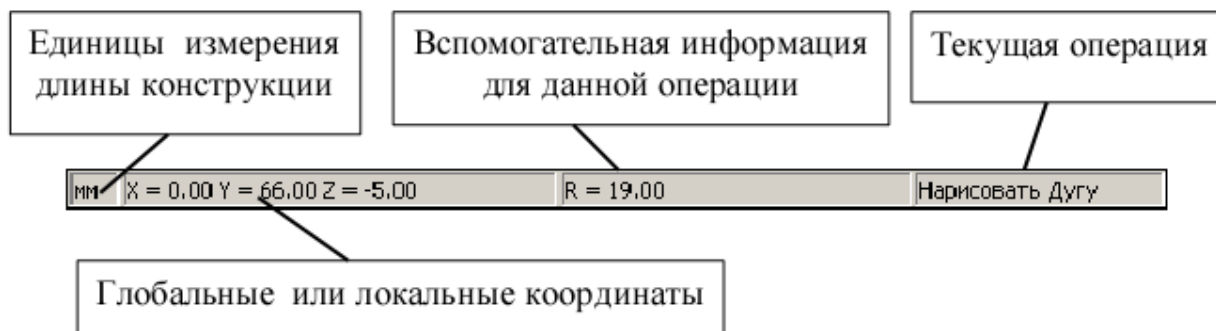 Единицы измерения
длины конструкции
Вспомогательная информация
для данной операции
Текущая операция
мм X = 0.00 Y = 66.00 Z = -5.00 R = 19.00 Нарисовать Дугу
Глобальные или локальные координаты